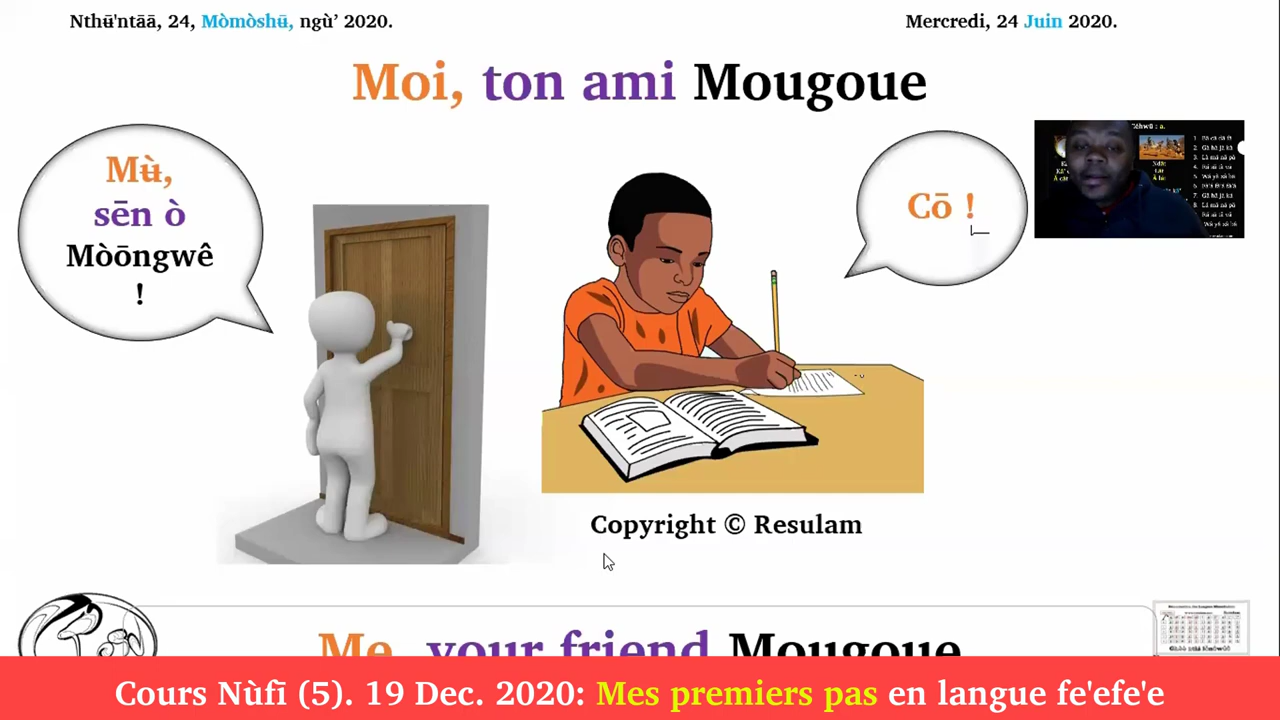 Nthʉ̄'ntāā, 24, Mòmòshʉ̄, ngù’ 2020.
Mercredi, 24 Juin 2020.
Moi, ton ami Mougoue
Mʉ̀,
sēn ò
Mòōngwê
!
Cō !
Copyright © Resulam
Me, your friend Mougoue
Cours Nùfī (5). 19 Dec. 2020: Mes premiers pas en langue fe'efe'e